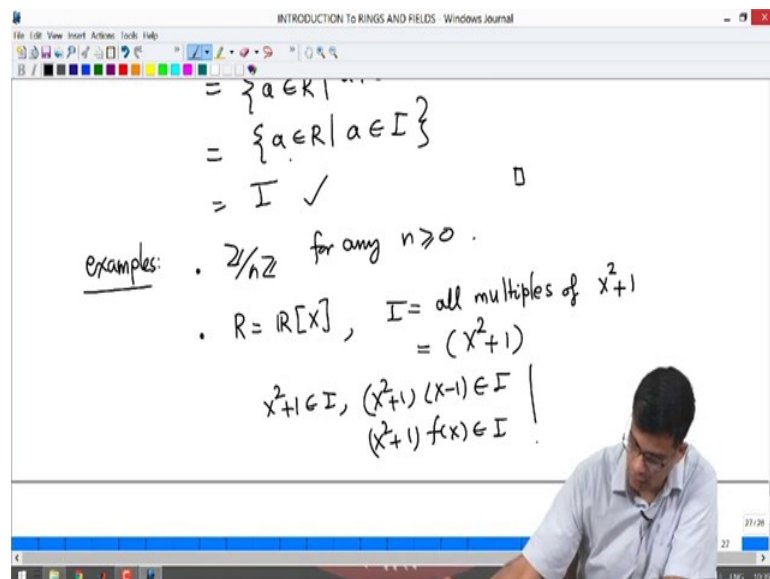 INTRODUCTION To RINGS AND FIELDS - Windows Journal
File Edit View Insert Actions Tools Help
B I
= {a ∈ R |
= {a ∈ R | a ∈ I}
= I ✓ □
examples: . ℤ/nℤ for any n ≥ 0 .
. R = ℝ[X] , I = all multiples of x²+1
= (x²+1)
x²+1 ∈ I, (x²+1) (x-1) ∈ I
(x²+1) f(x) ∈ I
27/28
27